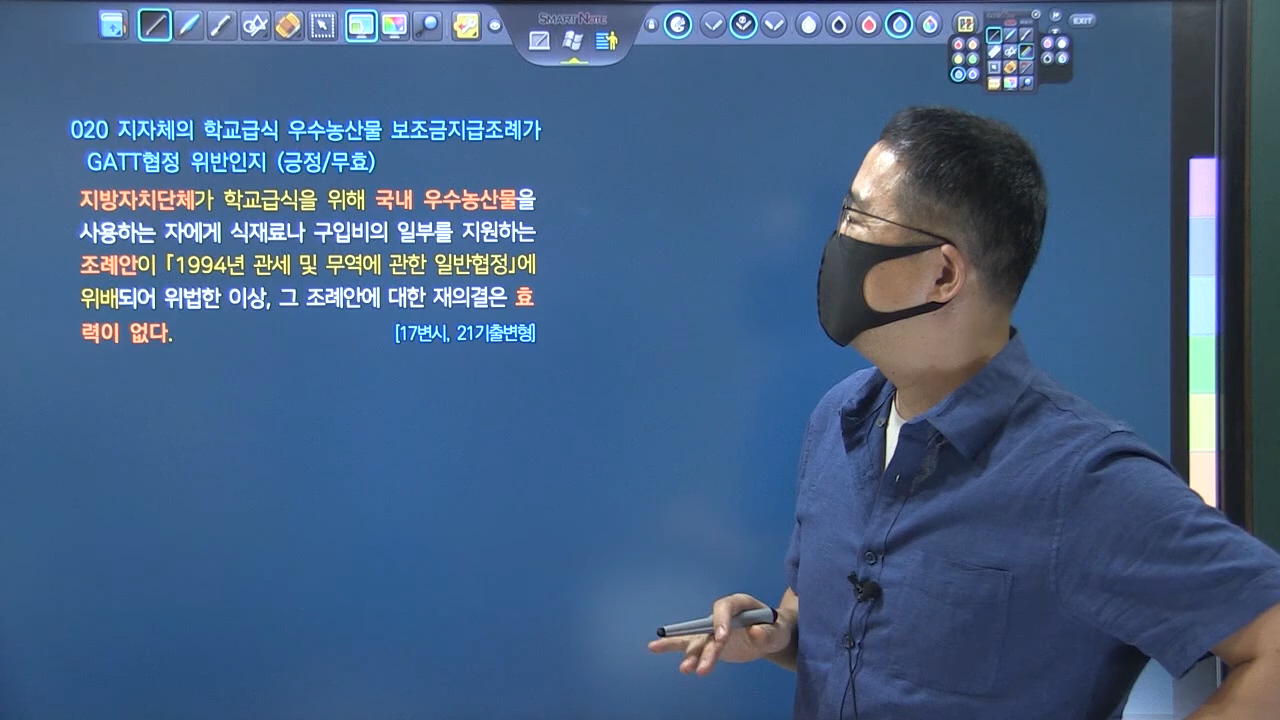 SMARTNOTE
EXIT
020 지자체의 학교급식 우수농산물 보조금지급조례가
GATT협정 위반인지 (긍정/무효)
지방자치단체가 학교급식을 위해 국내 우수농산물을
사용하는 자에게 식재료나 구입비의 일부를 지원하는
조례안이 「1994년 관세 및 무역에 관한 일반협정」에
위배되어 위법한 이상, 그 조례안에 대한 재의결은 효
력이 없다.
[17변시, 21기출변형]